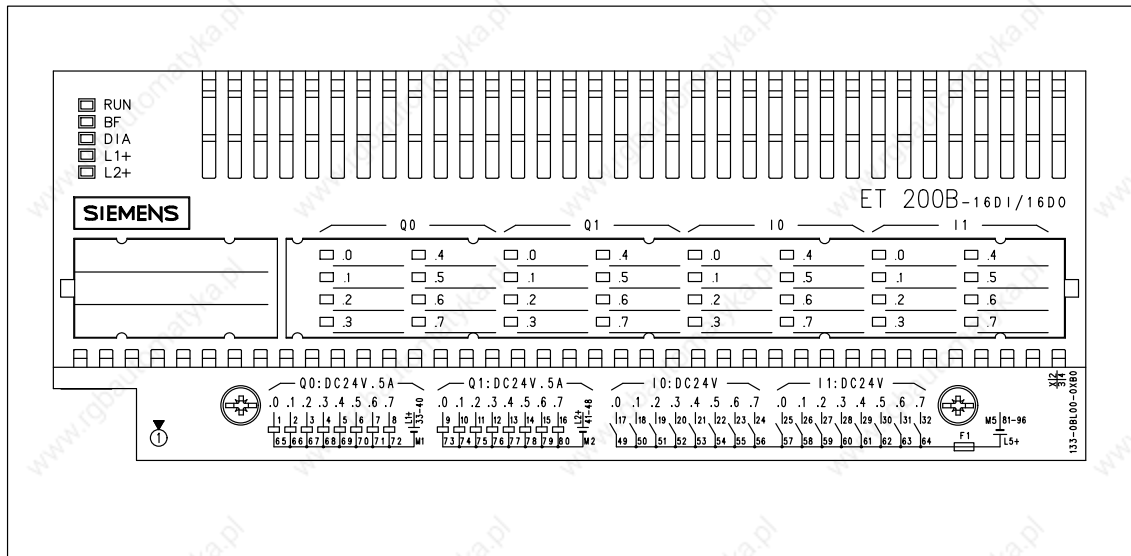 RUN
BF
DIA
L1+
L2+
SIEMENS
ET 200B-16DI/16DO
Q0 Q1 I0 I1
.0 .4 .0 .4 .0 .4 .0 .4
.1 .5 .1 .5 .1 .5 .1 .5
.2 .6 .2 .6 .2 .6 .2 .6
.3 .7 .3 .7 .3 .7 .3 .7
Q0:DC24V.5A Q1:DC24V.5A I0:DC24V I1:DC24V
.0 .1 .2 .3 .4 .5 .6 .7 .0 .1 .2 .3 .4 .5 .6 .7 .0 .1 .2 .3 .4 .5 .6 .7 .0 .1 .2 .3 .4 .5 .6 .7
1 2 3 4 5 6 7 8 L1+ 33-40 9 10 11 12 13 14 15 16 L2+ 41-48 17 18 19 20 21 22 23 24 25 26 27 28 29 30 31 32 M5 81-96
65 66 67 68 69 70 71 72 M1 73 74 75 76 77 78 79 80 M2 49 50 51 52 53 54 55 56 57 58 59 60 61 62 63 64 F1 L5+
1
X 2
3 4
133-0BL00-0XB0
www.rgbautomatyka.pl